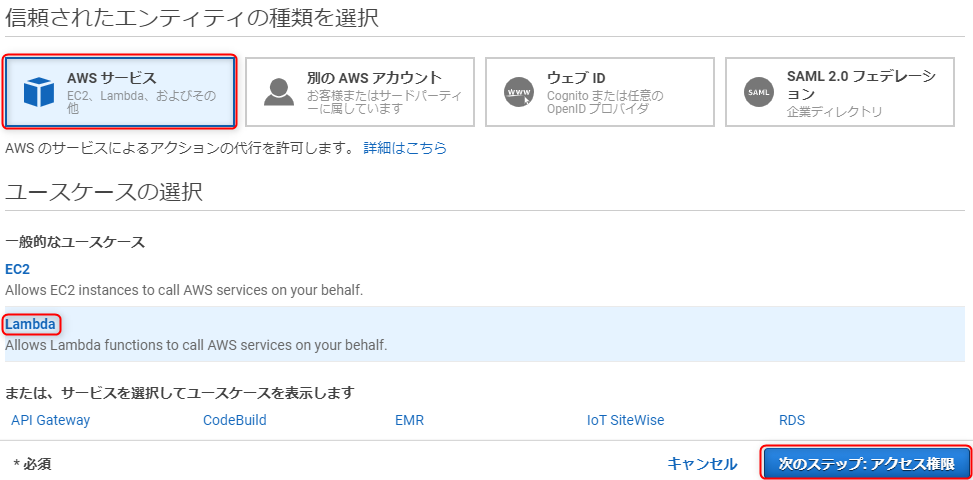 信頼されたエンティティの種類を選択
AWS サービス
EC2、Lambda、およびその
他
別の AWS アカウント
お客様またはサードパーティ
ーに属しています
WWW
ウェブ ID
Cognito または任意の
OpenID プロバイダ
SAML
SAML 2.0 フェデレーシ
ョン
企業ディレクトリ
AWS のサービスによるアクションの代行を許可します。 詳細はこちら
ユースケースの選択
一般的なユースケース
EC2
Allows EC2 instances to call AWS services on your behalf.
Lambda
Allows Lambda functions to call AWS services on your behalf.
または、サービスを選択してユースケースを表示します
API Gateway CodeBuild EMR IoT SiteWise RDS
* 必須 キャンセル 次のステップ: アクセス権限